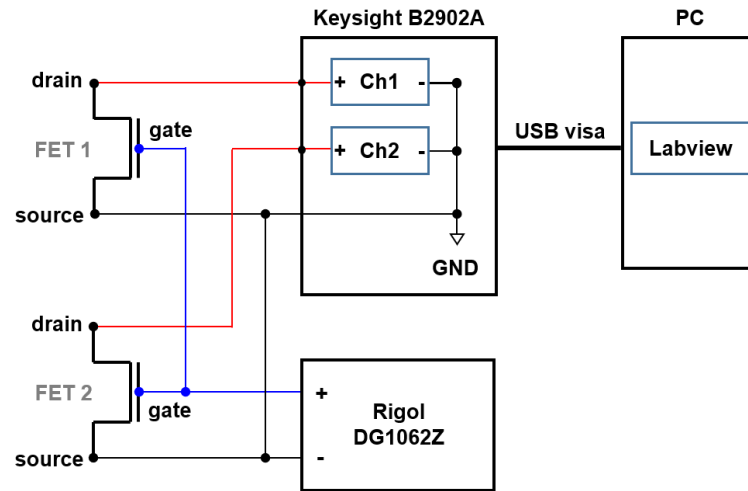 Keysight B2902A
PC
drain
+ Ch1 -
gate
FET 1
USB visa
Labview
+ Ch2 -
source
GND
drain
FET 2
gate
+
Rigol
DG1062Z
source
-